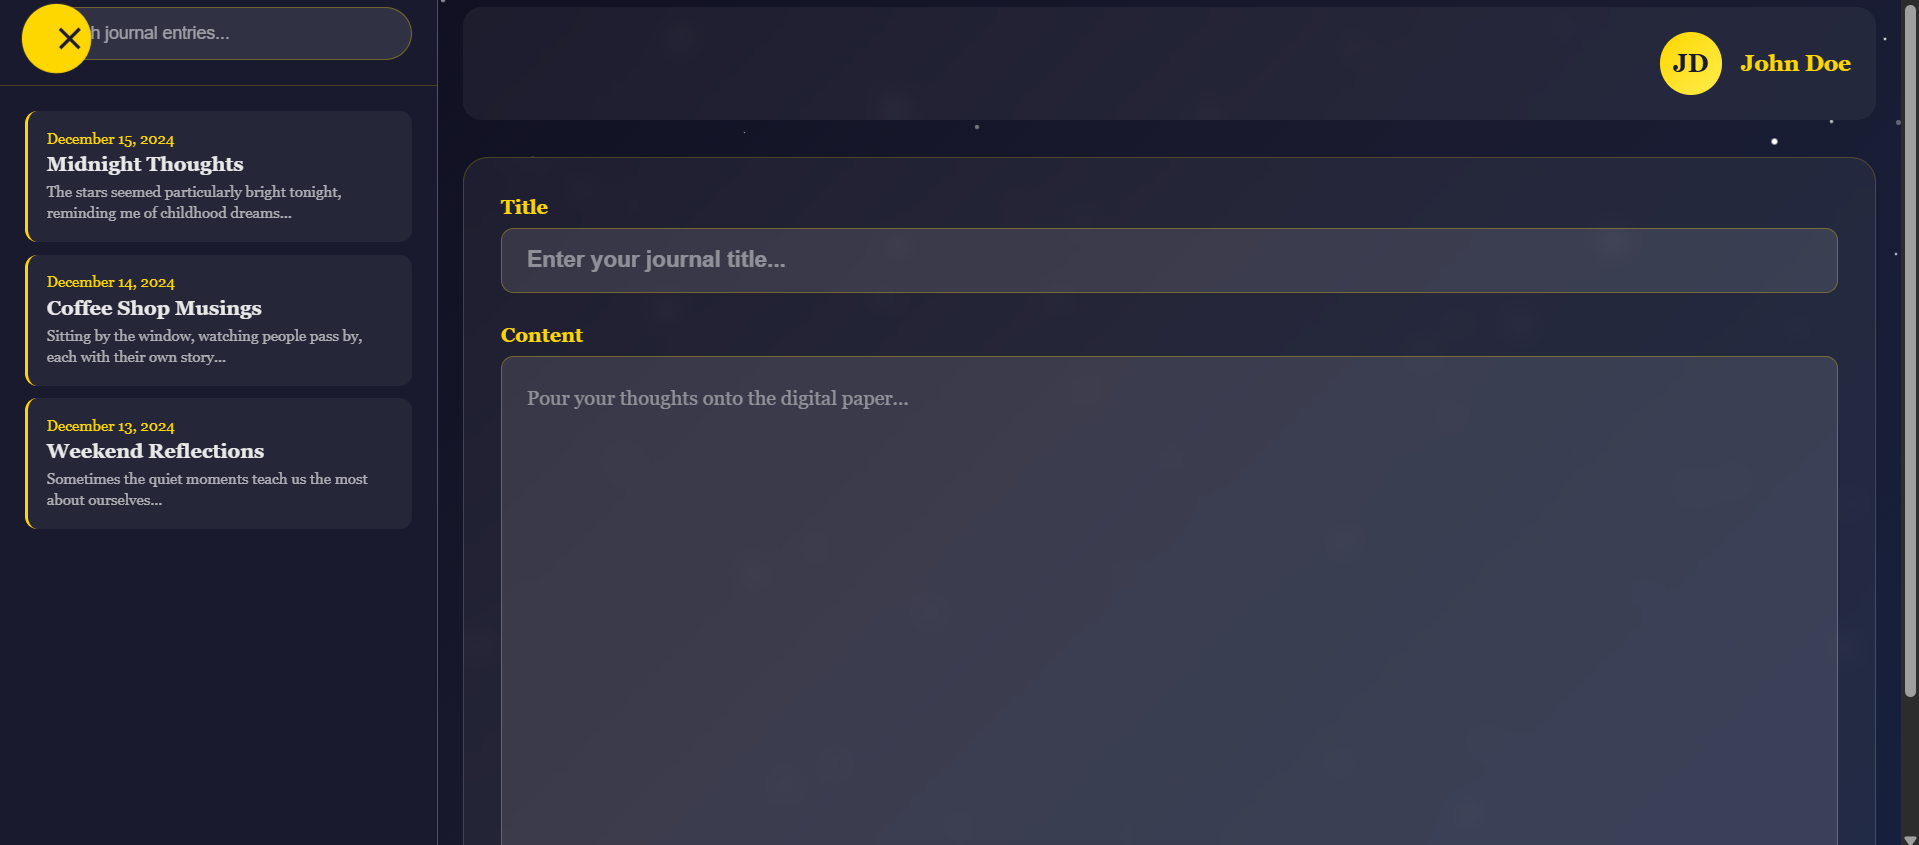 journal entries...
JD
John Doe
December 15, 2024
Midnight Thoughts
The stars seemed particularly bright tonight,
reminding me of childhood dreams...
December 14, 2024
Coffee Shop Musings
Sitting by the window, watching people pass by,
each with their own story...
December 13, 2024
Weekend Reflections
Sometimes the quiet moments teach us the most
about ourselves...
Title
Enter your journal title...
Content
Pour your thoughts onto the digital paper...